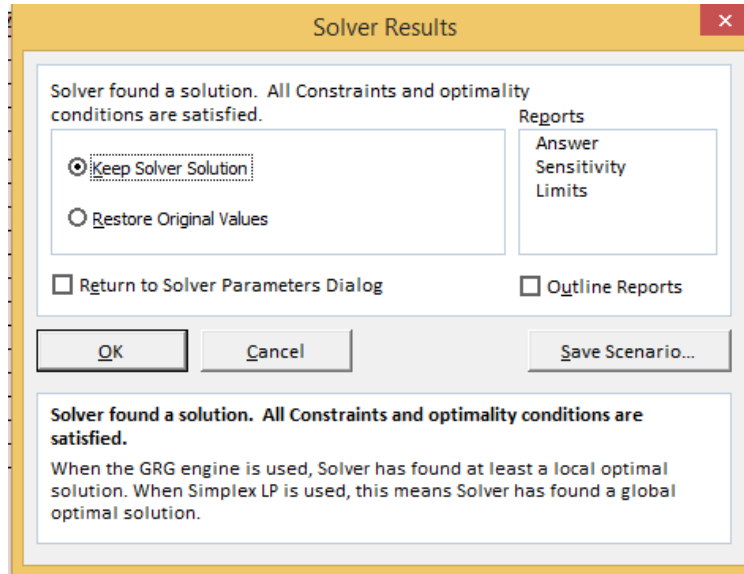 Solver Results
Solver found a solution.  All Constraints and optimality
conditions are satisfied.
Reports
Answer
Sensitivity
Limits
Keep Solver Solution
Restore Original Values
Return to Solver Parameters Dialog
Outline Reports
OK
Cancel
Save Scenario...
Solver found a solution.  All Constraints and optimality conditions are
satisfied.
When the GRG engine is used, Solver has found at least a local optimal
solution. When Simplex LP is used, this means Solver has found a global
optimal solution.